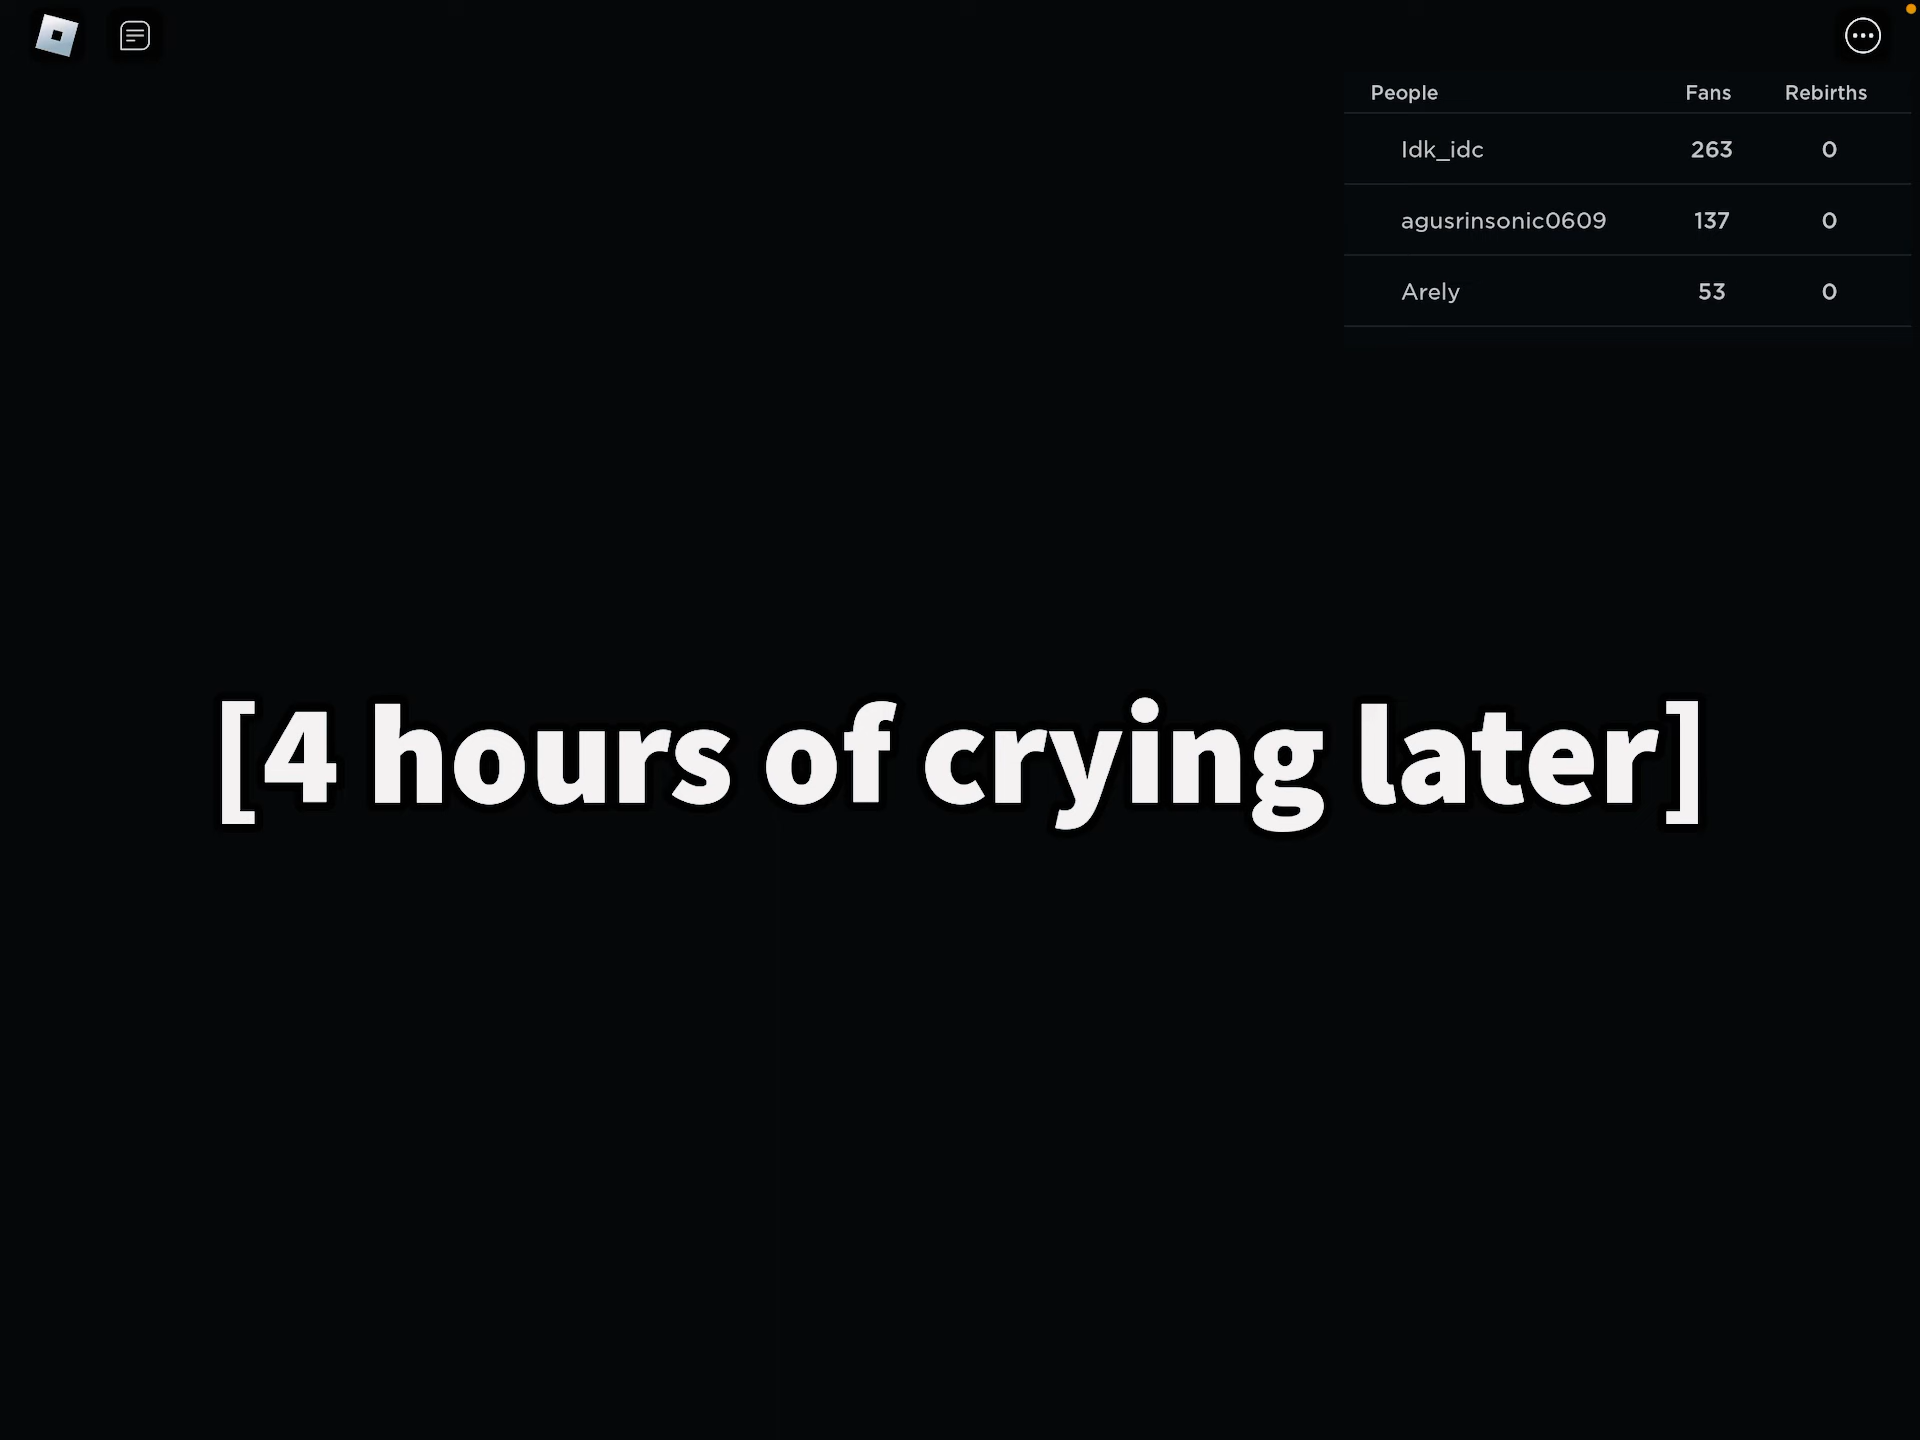 People Fans Rebirths
Idk_idc 263 0
agusrinsonic0609 137 0
Arely 53 0
[4 hours of crying later]